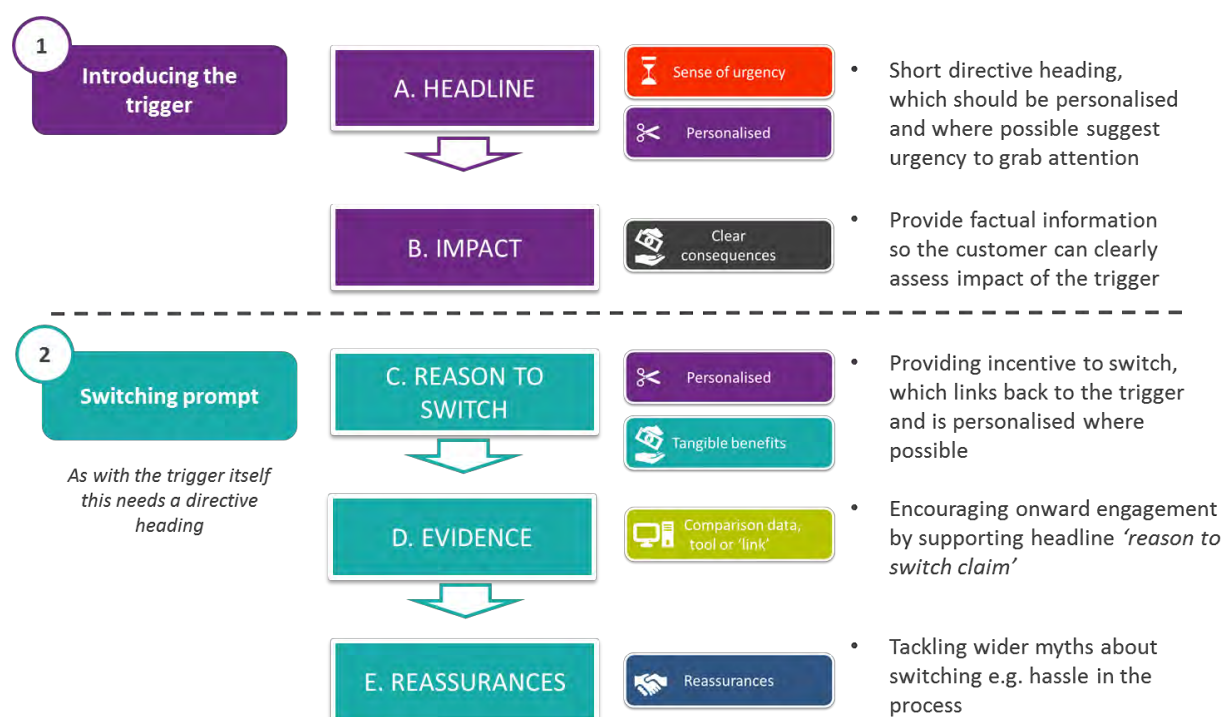 1
Introducing the
trigger
A. HEADLINE
Sense of urgency
Personalised
• Short directive heading,
which should be personalised
and where possible suggest
urgency to grab attention
B. IMPACT
Clear
consequences
• Provide factual information
so the customer can clearly
assess impact of the trigger
2
Switching prompt
As with the trigger itself
this needs a directive
heading
C. REASON TO
SWITCH
Personalised
Tangible benefits
• Providing incentive to switch,
which links back to the trigger
and is personalised where
possible
D. EVIDENCE
Comparison data,
tool or ‘link’
• Encouraging onward engagement
by supporting headline ‘reason to
switch claim’
E. REASSURANCES
Reassurances
• Tackling wider myths about
switching e.g. hassle in the
process